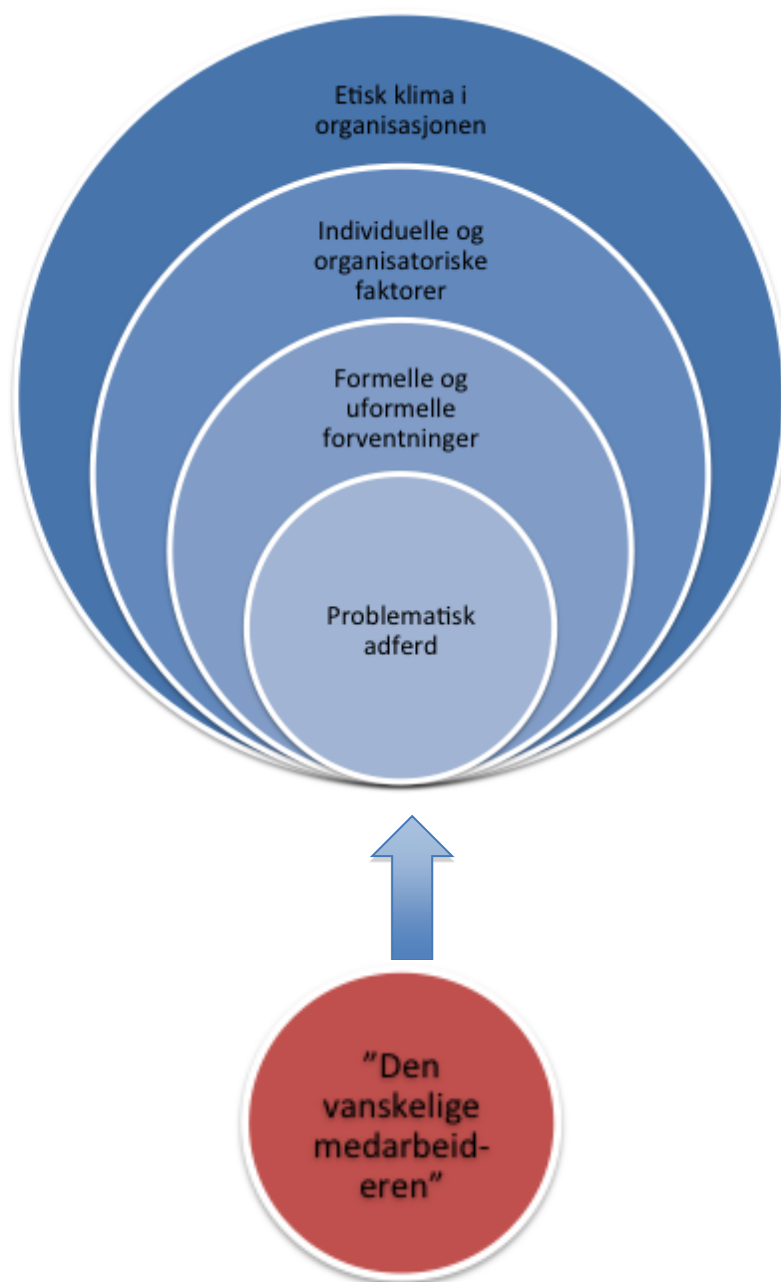 Etisk klima i
organisasjonen
Individuelle og
organisatoriske
faktorer
Formelle og
uformelle
forventninger
Problematisk
adferd
”Den
vanskelige
medarbeid-
eren”